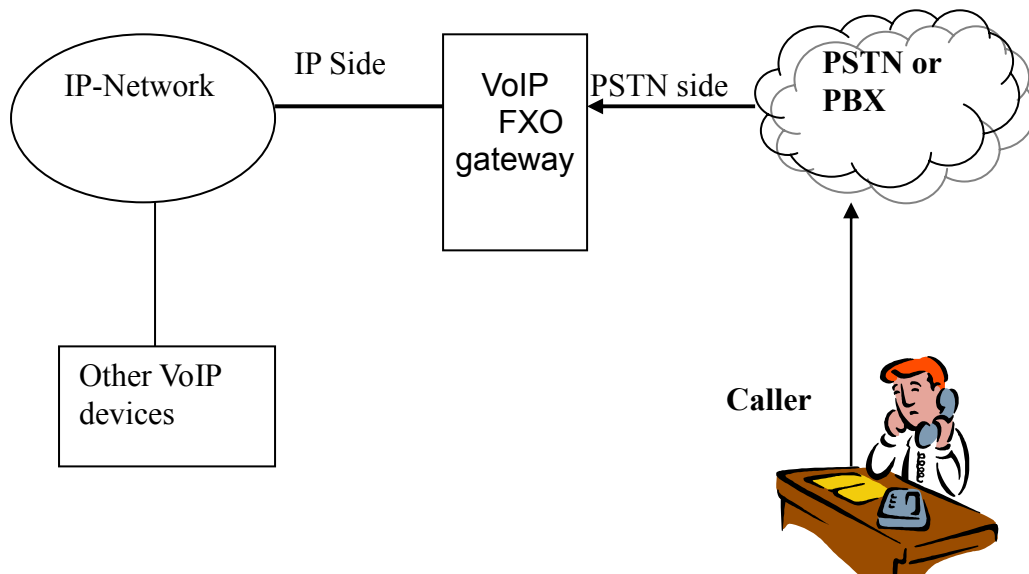 IP-Network
IP Side
VoIP
FXO
gateway
PSTN side
PSTN or
PBX
Other VoIP
devices
Caller